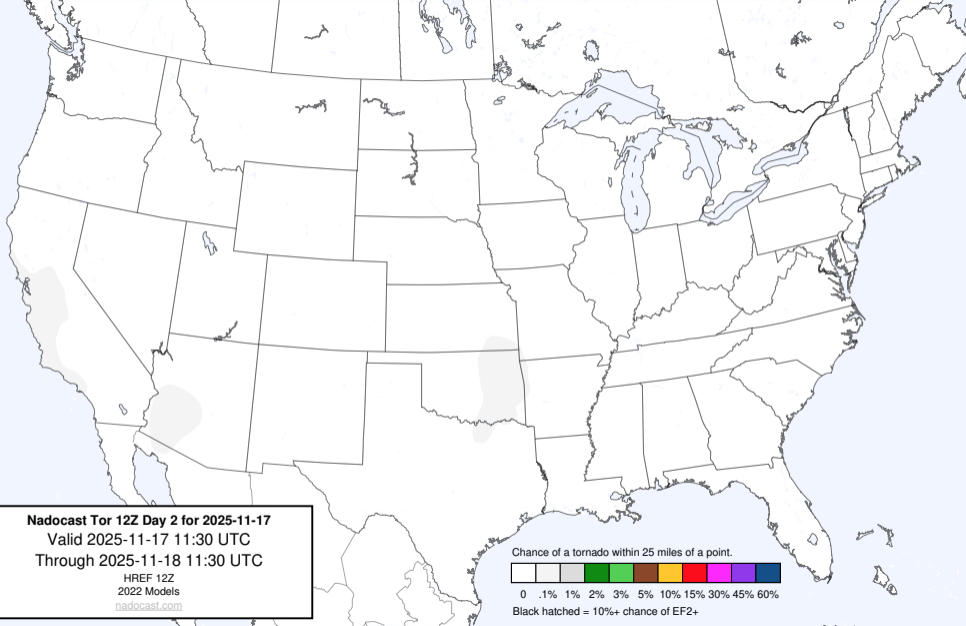 Nadocast Tor 12Z Day 2 for 2025-11-17
Valid 2025-11-17 11:30 UTC
Through 2025-11-18 11:30 UTC
HREF 12Z
2022 Models
nadocast.com
Chance of a tornado within 25 miles of a point.
0 .1% 1% 2% 3% 5% 10% 15% 30% 45% 60%
Black hatched = 10%+ chance of EF2+